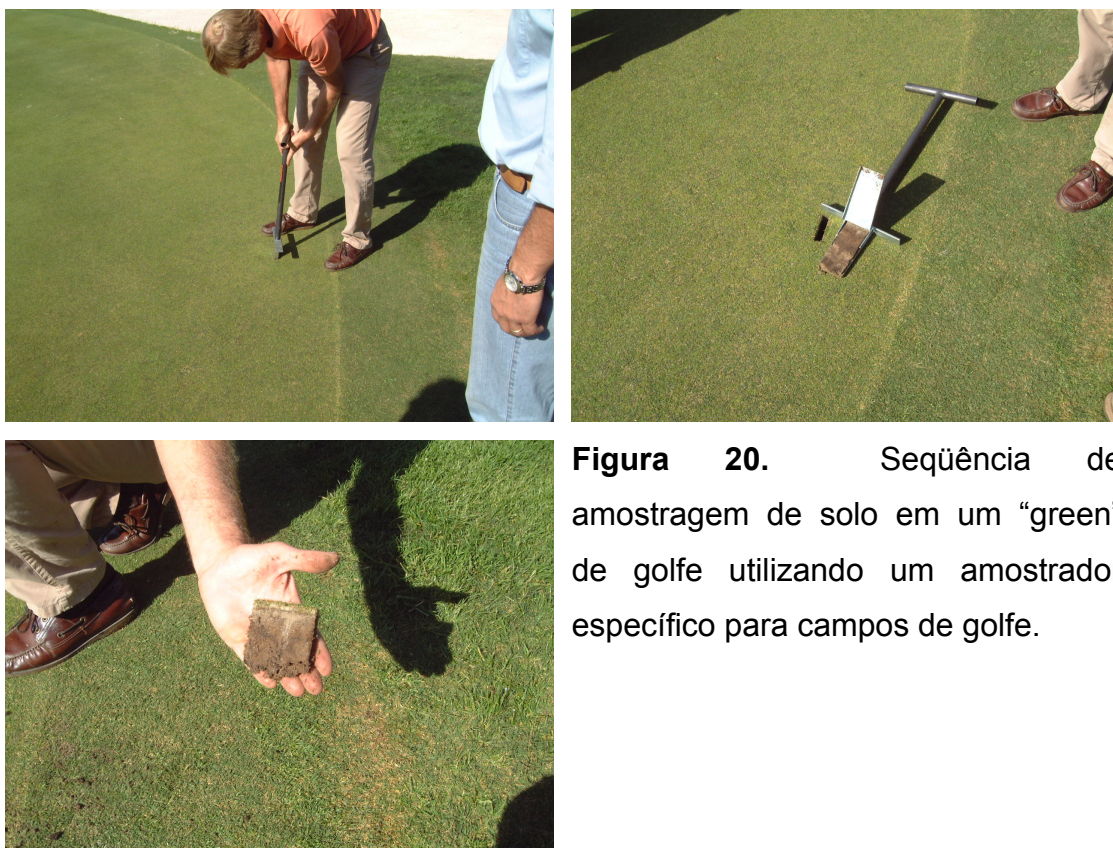 Figura 20. Seqüência de
amostragem de solo em um “green”
de golfe utilizando um amostrador
específico para campos de golfe.